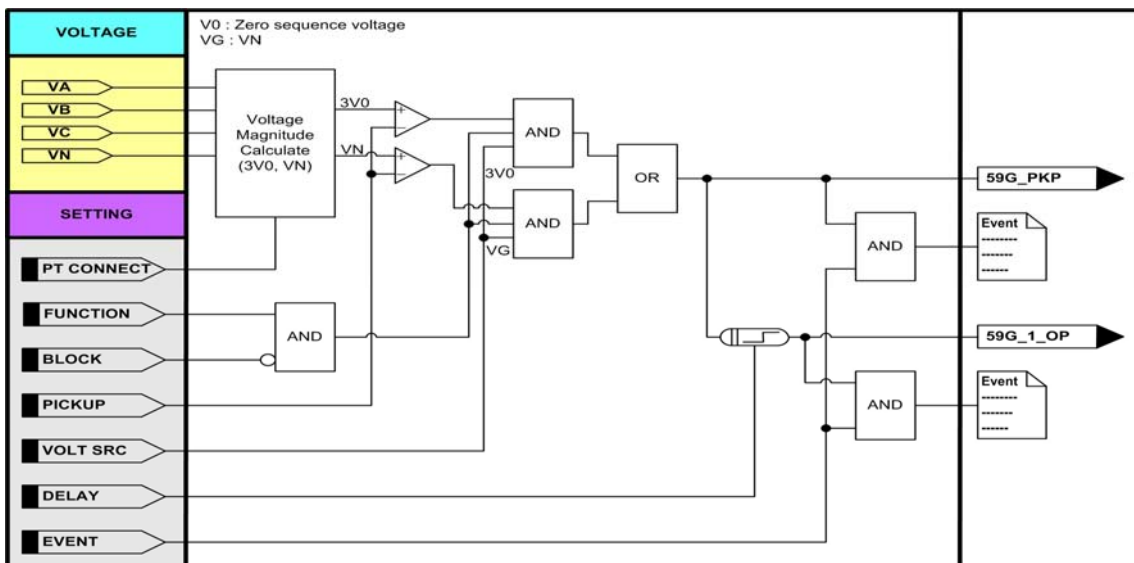 VOLTAGE
V0 : Zero sequence voltage
VG : VN
VA
VB
VC
VN
Voltage
Magnitude
Calculate
(3V0, VN)
3V0
VN
+
−
+
−
AND
3V0
AND
VG
OR
59G_PKP
SETTING
AND
Event
--------
-------
------
PT CONNECT
FUNCTION
AND
BLOCK
59G_1_OP
PICKUP
AND
Event
--------
-------
------
VOLT SRC
DELAY
EVENT